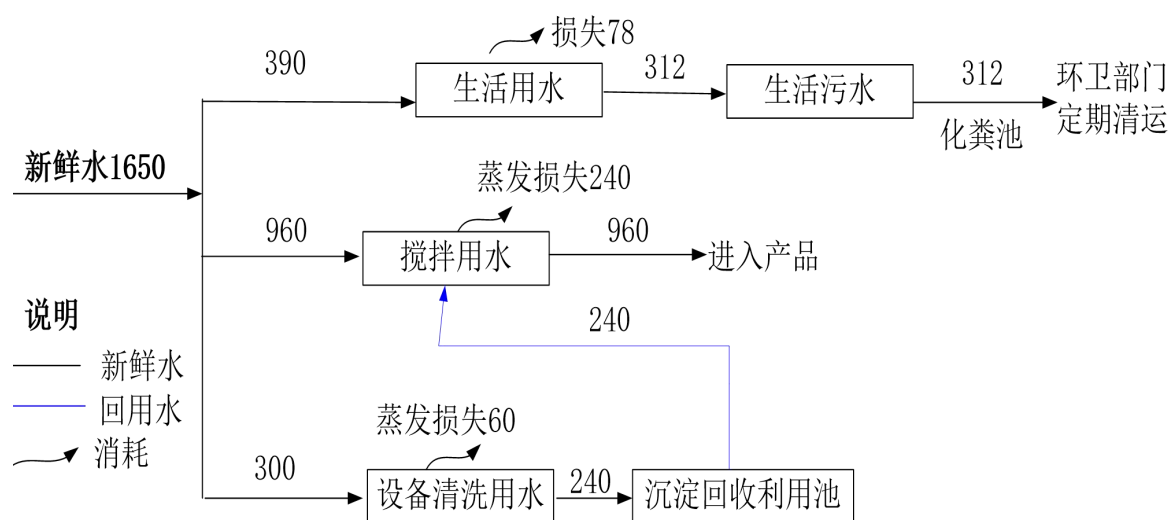 损失78
390
生活用水
312
生活污水
312
化粪池
环卫部门
定期清运
新鲜水1650
蒸发损失240
960
搅拌用水
960
进入产品
240
说明
新鲜水
回用水
消耗
蒸发损失60
300
设备清洗用水
240
沉淀回收利用池